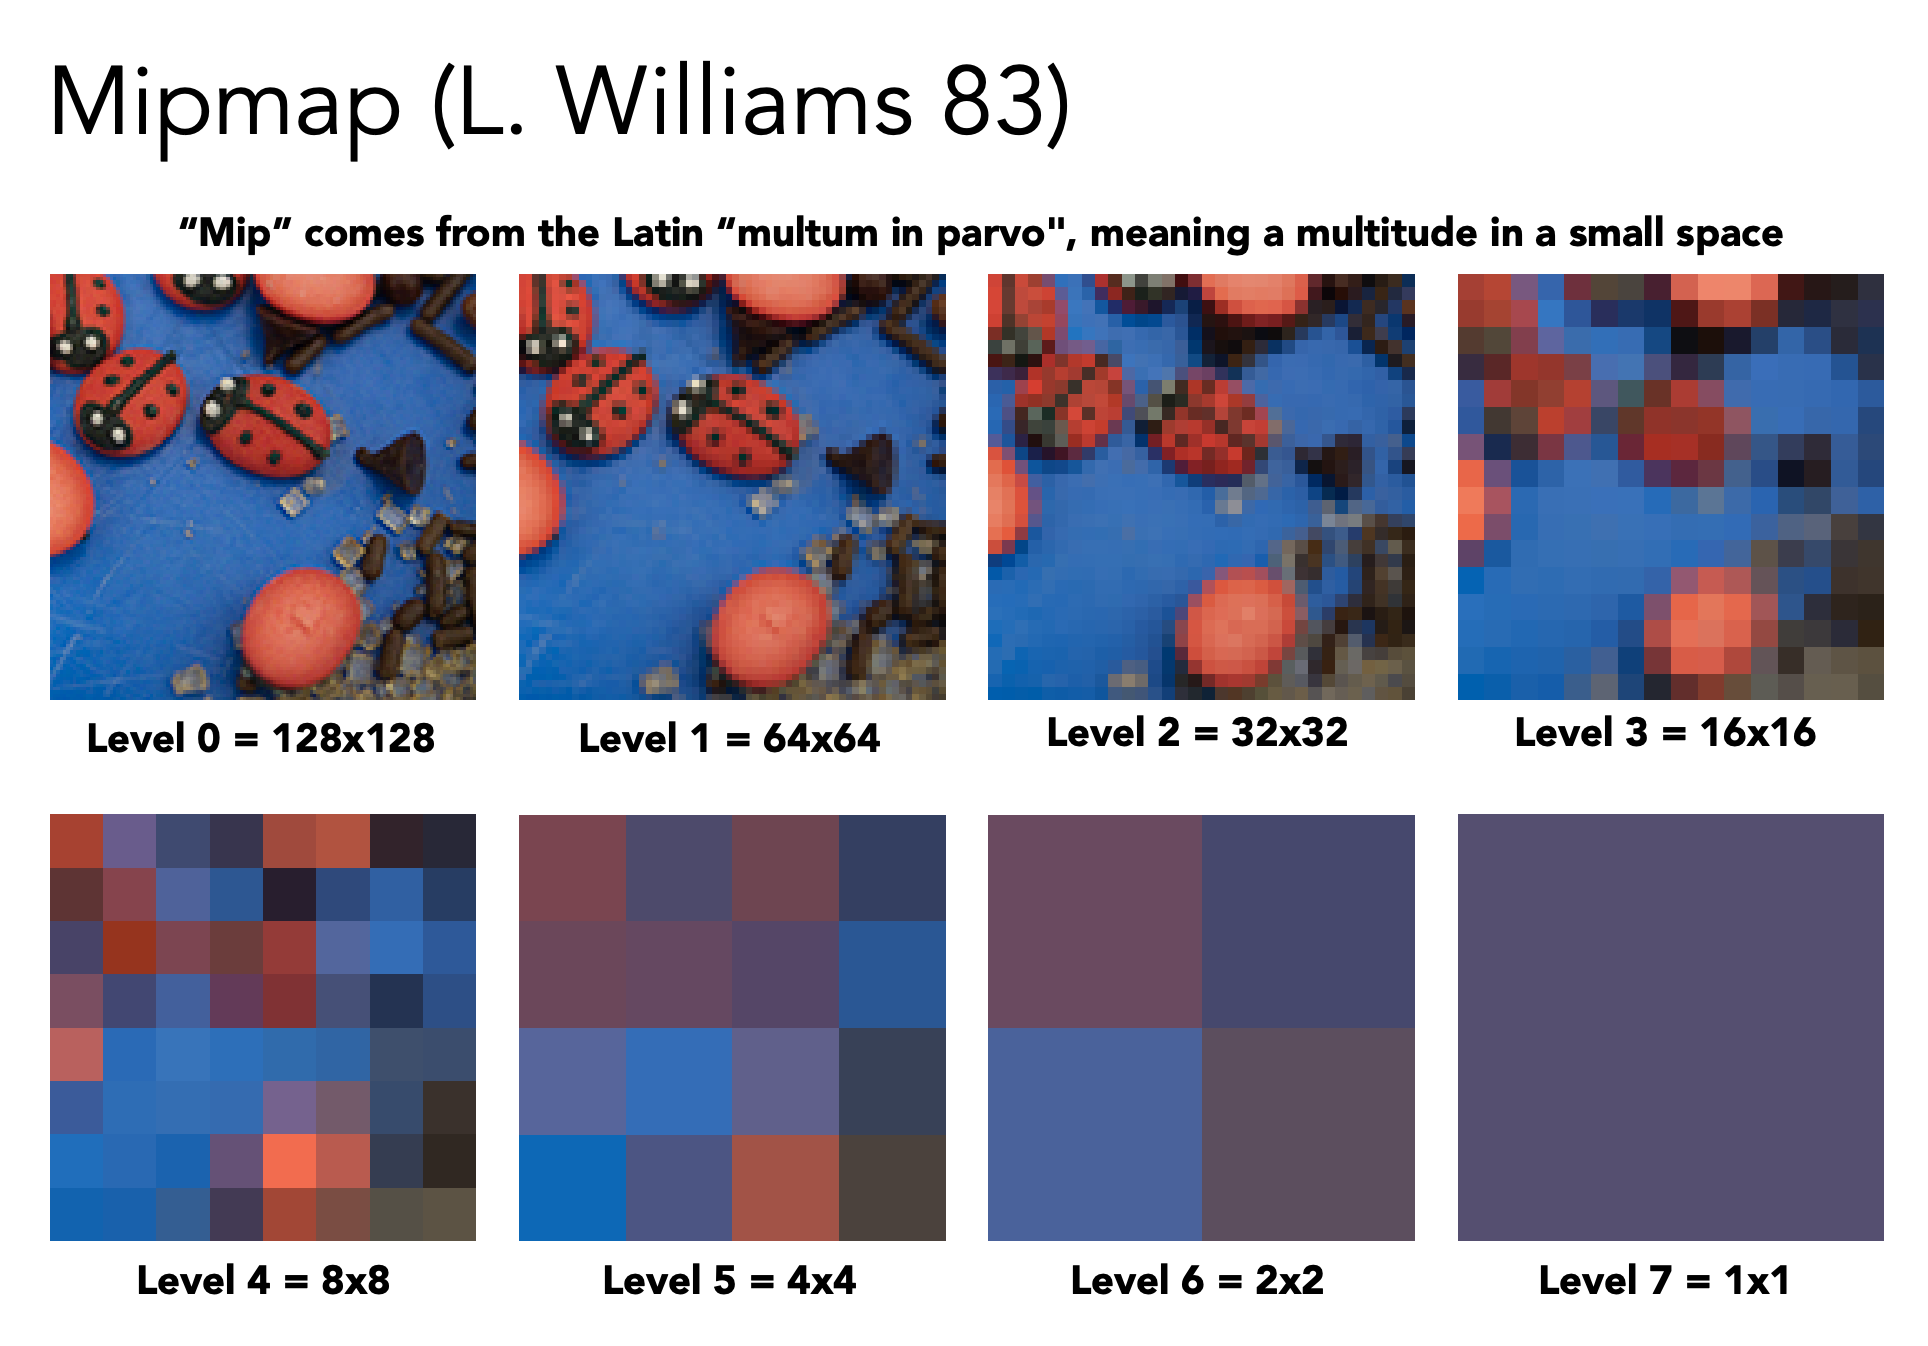 Mipmap (L. Williams 83)
“Mip” comes from the Latin “multum in parvo", meaning a multitude in a small space
Level 0 = 128x128
Level 1 = 64x64
Level 2 = 32x32
Level 3 = 16x16
Level 4 = 8x8
Level 5 = 4x4
Level 6 = 2x2
Level 7 = 1x1